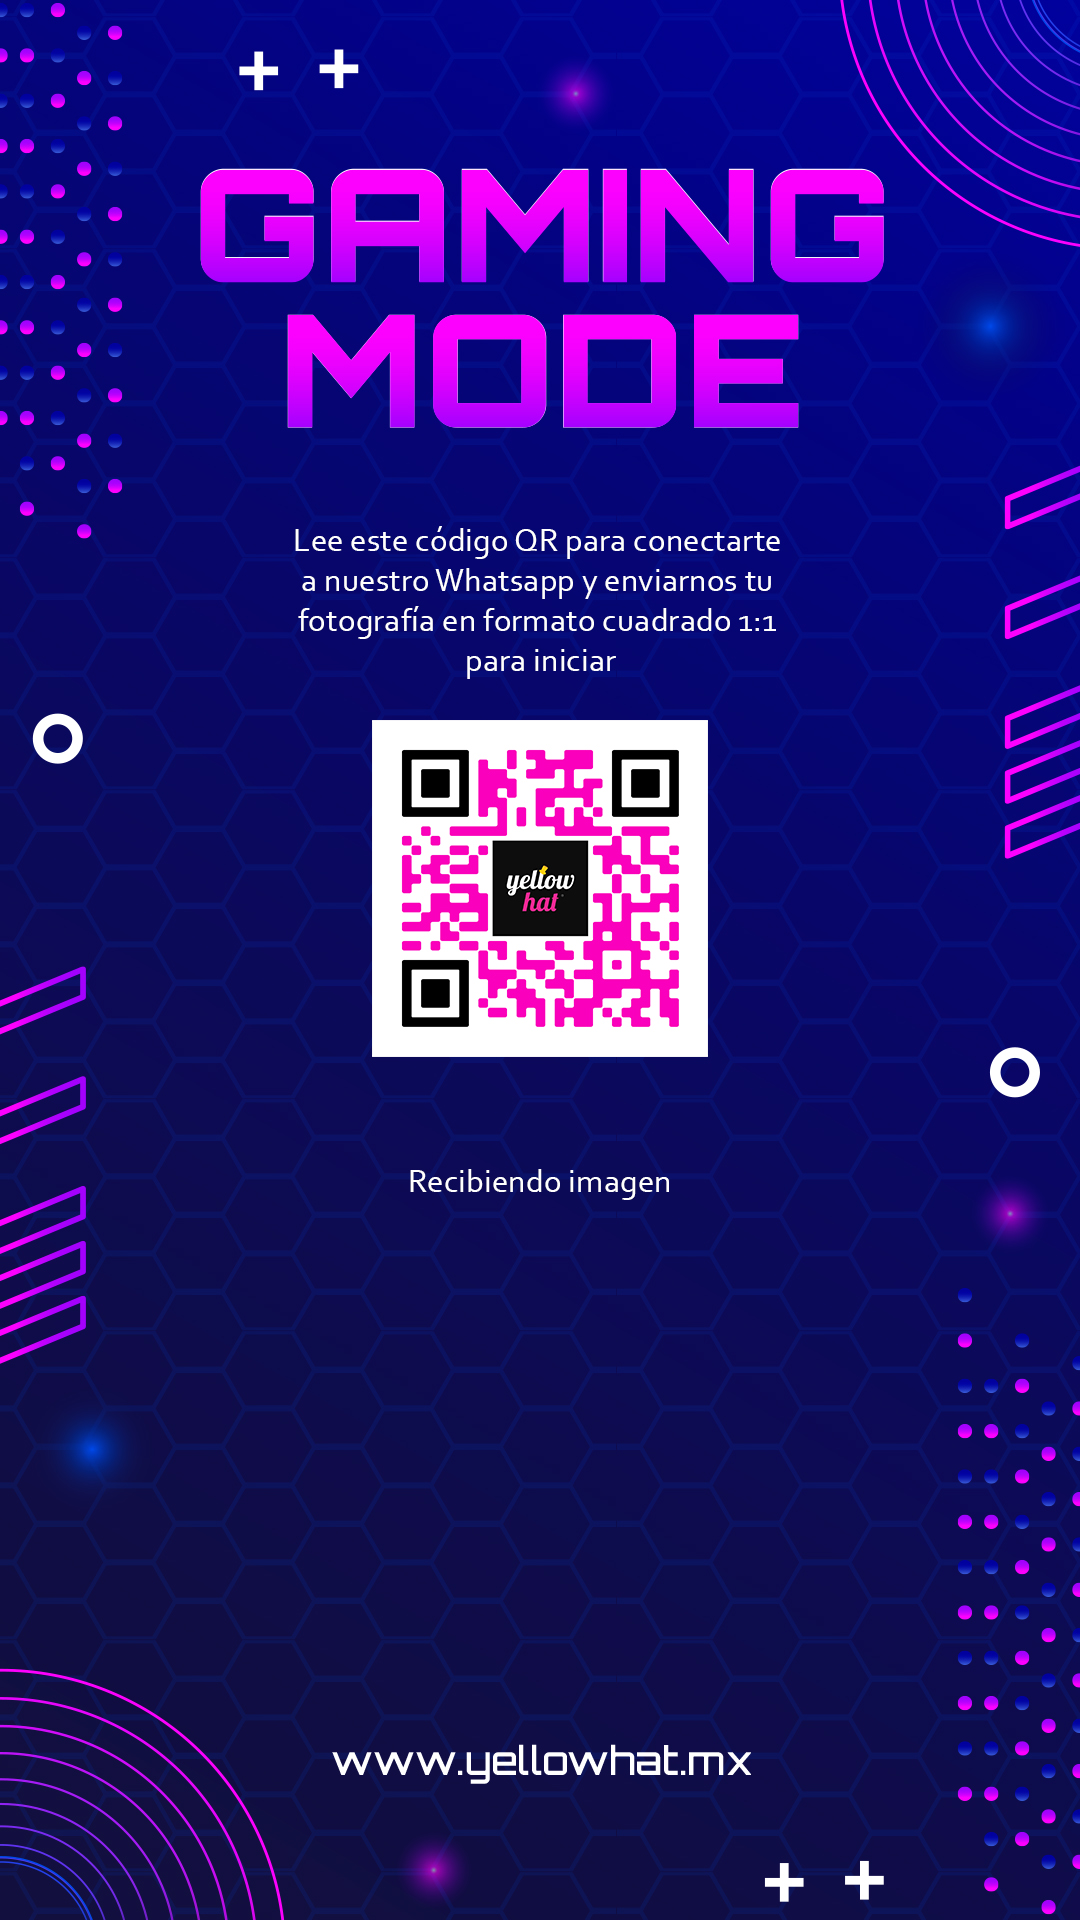 GAMING
MODE
Lee este código QR para conectarte
a nuestro Whatsapp y enviarnos tu
fotografía en formato cuadrado 1:1
para iniciar
yellow
hat
Recibiendo imagen
www.yellowhat.mx